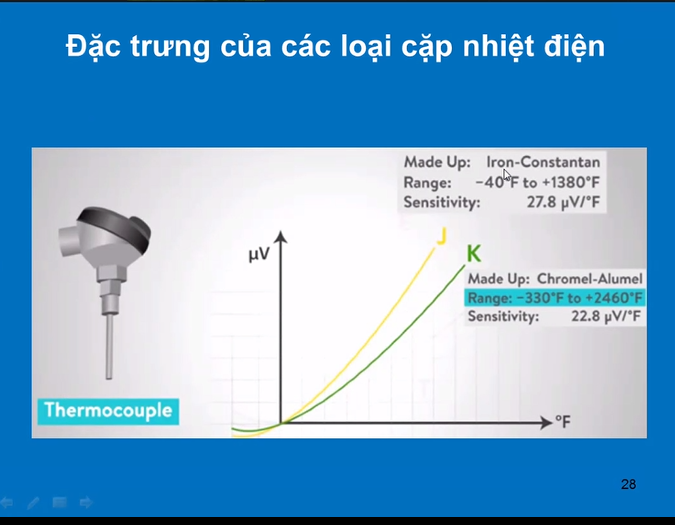 Đặc trưng của các loại cặp nhiệt điện
Made Up: Iron-Constantan
Range: −40°F to +1380°F
Sensitivity: 27.8 µV/°F
J
µV
K
Made Up: Chromel-Alumel
Range: −330°F to +2460°F
Sensitivity: 22.8 µV/°F
Thermocouple
°F
28